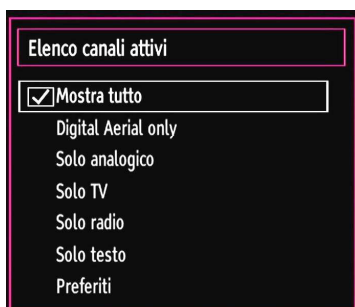 Elenco canali attivi
Mostra tutto
Digital Aerial only
Solo analogico
Solo TV
Solo radio
Solo testo
Preferiti